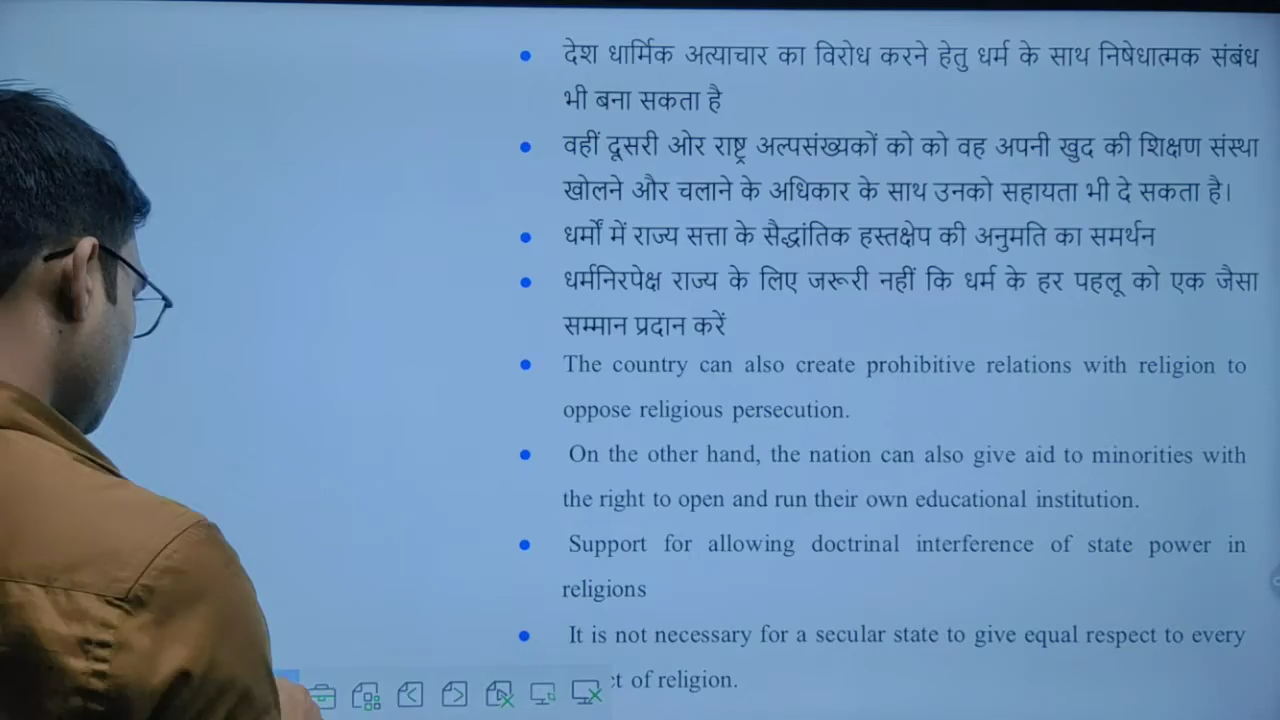 देश धार्मिक अत्याचार का विरोध करने हेतु धर्म के साथ निषेधात्मक संबंध
भी बना सकता है
वहीं दूसरी ओर राष्ट्र अल्पसंख्यकों को को वह अपनी खुद की शिक्षण संस्था
खोलने और चलाने के अधिकार के साथ उनको सहायता भी दे सकता है।
धर्मों में राज्य सत्ता के सैद्धांतिक हस्तक्षेप की अनुमति का समर्थन
धर्मनिरपेक्ष राज्य के लिए जरूरी नहीं कि धर्म के हर पहलू को एक जैसा
सम्मान प्रदान करें
The country can also create prohibitive relations with religion to
oppose religious persecution.
On the other hand, the nation can also give aid to minorities with
the right to open and run their own educational institution.
Support for allowing doctrinal interference of state power in
religions
It is not necessary for a secular state to give equal respect to every
of religion.